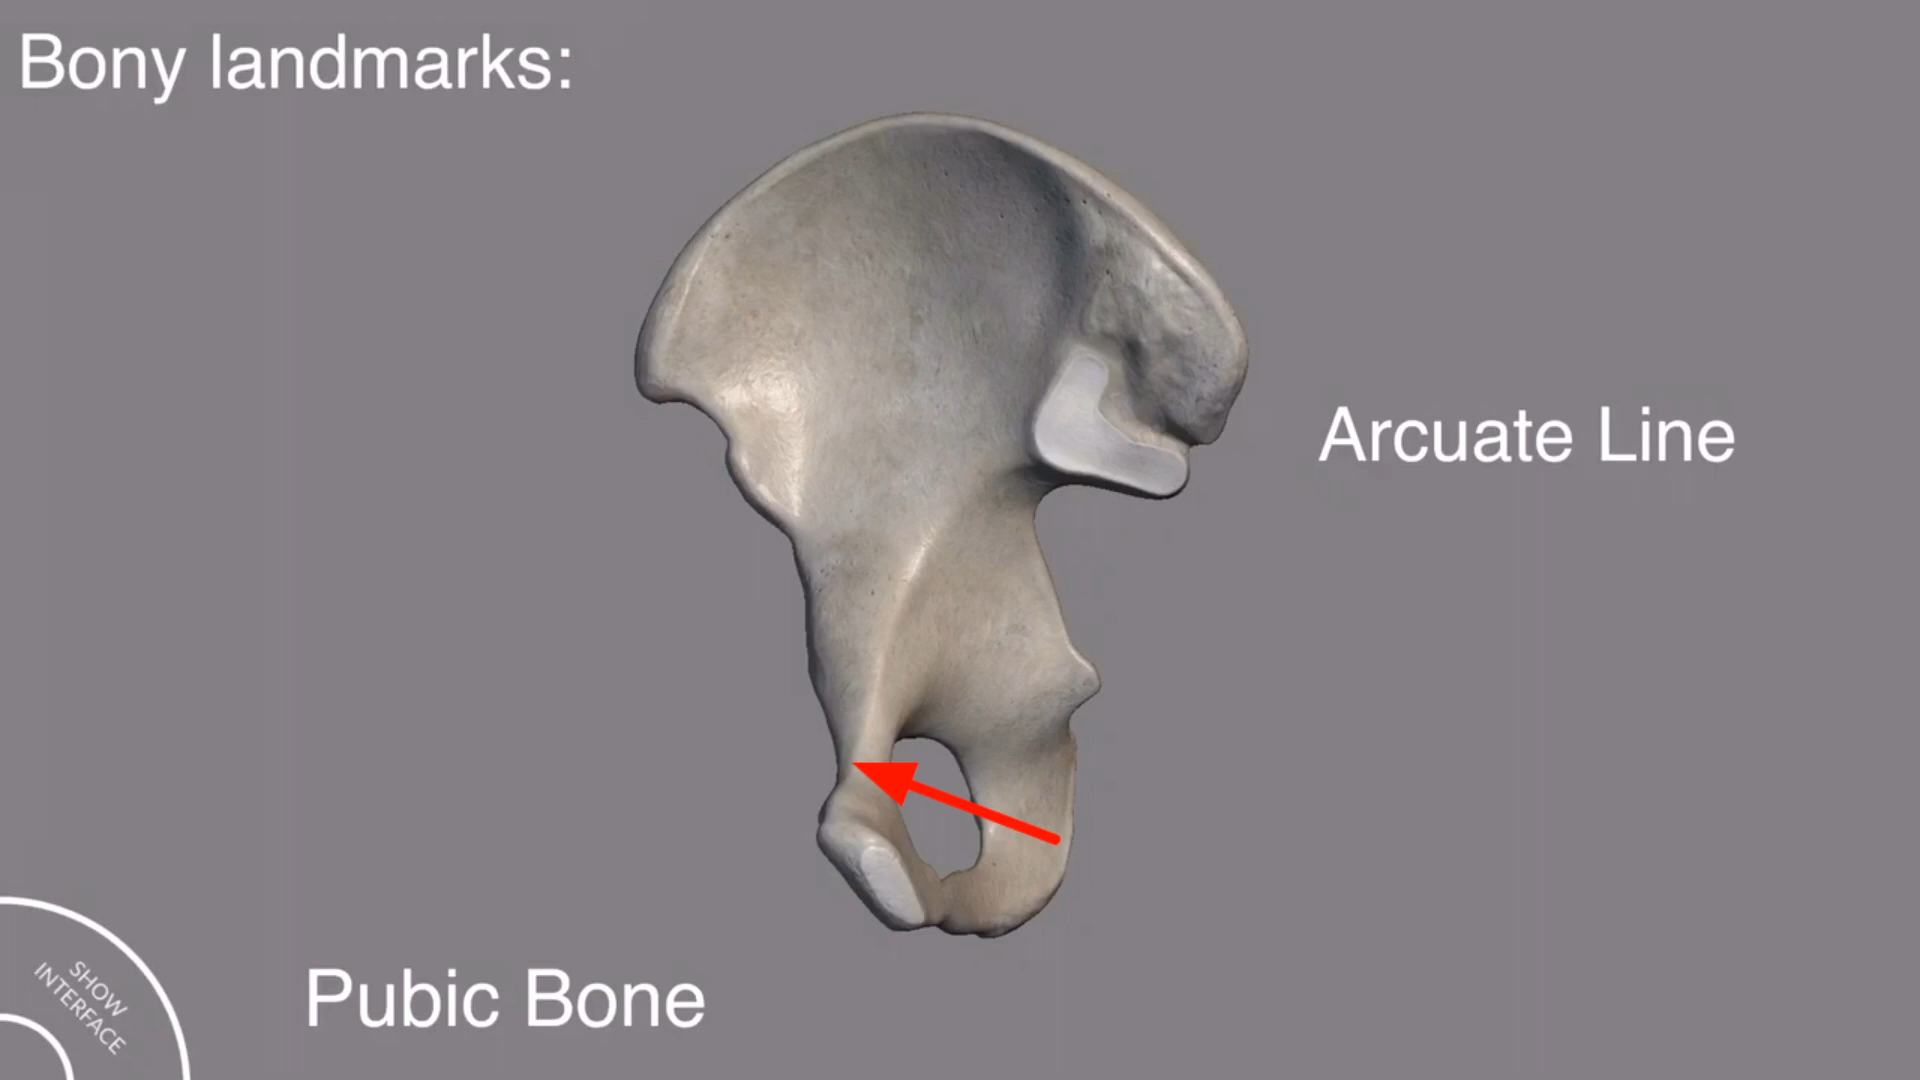 Bony landmarks:
Arcuate Line
SHOW
INTERFACE
Pubic Bone